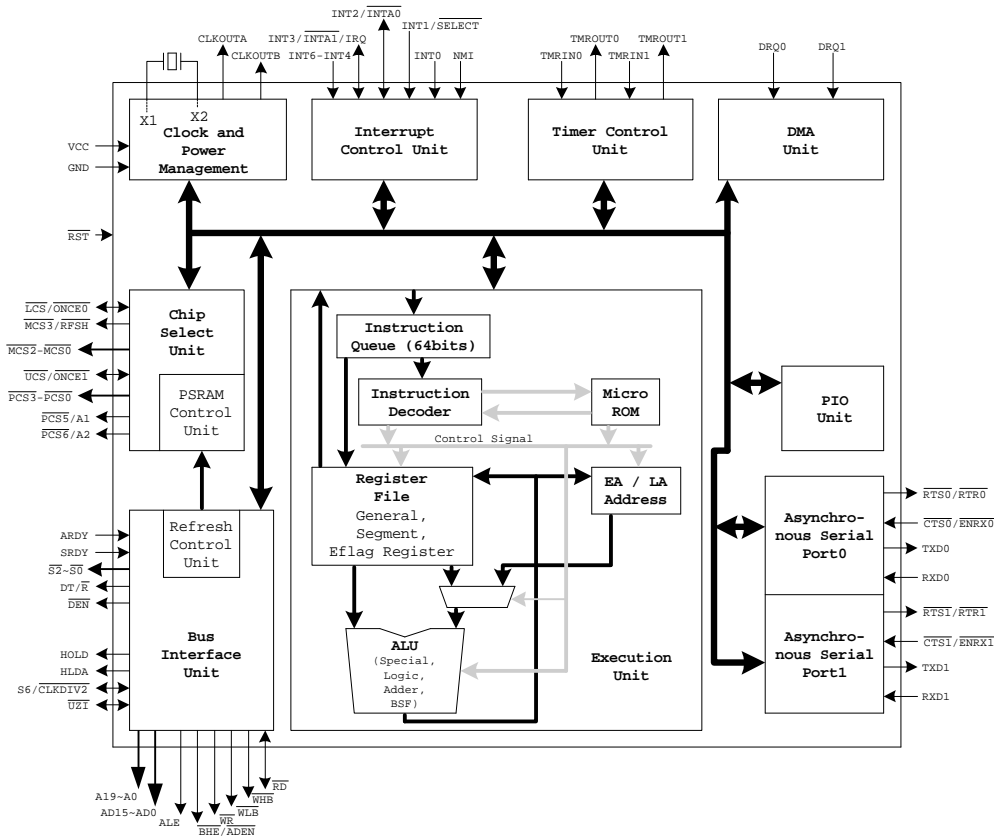 INT2/INTA0
INT3/INTA1/IRQ
INT1/SELECT
CLKOUTA
CLKOUTB
INT6-INT4
INT0
NMI
TMROUT0
TMROUT1
TMRIN0
TMRIN1
DRQ0
DRQ1
X1
X2
Clock and
Power
Management
Interrupt
Control Unit
Timer Control
Unit
DMA
Unit
VCC
GND
RST
LCS/ONCE0
MCS3/RFSH
MCS2-MCS0
UCS/ONCE1
PCS3-PCS0
PCS5/A1
PCS6/A2
Chip
Select
Unit
PSRAM
Control
Unit
Instruction
Queue (64bits)
Instruction
Decoder
Micro
ROM
Control Signal
Register
File
General,
Segment,
Eflag Register
EA / LA
Address
PIO
Unit
ARDY
SRDY
S2~S0
DT/R
DEN
HOLD
HLDA
S6/CLKDIV2
UZI
Refresh
Control
Unit
Bus
Interface
Unit
ALU
(Special,
Logic,
Adder,
BSF)
Execution
Unit
Asynchro-
nous Serial
Port0
RTS0/RTR0
CTS0/ENRX0
TXD0
RXD0
Asynchro-
nous Serial
Port1
RTS1/RTR1
CTS1/ENRX1
TXD1
RXD1
A19~A0
AD15~AD0
ALE
BHE/ADEN
WR
WLB
WHB
RD